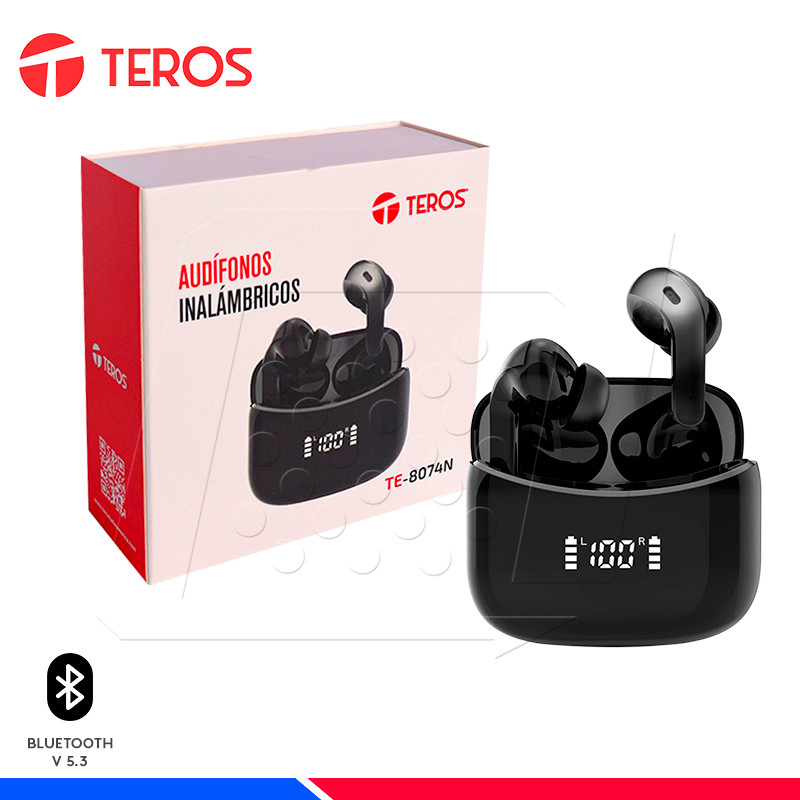 TEROS
TEROS
AUDÍFONOS
INALÁMBRICOS
TEROS
L 100 R
TE-8074N
L 100 R
BLUETOOTH
V 5.3